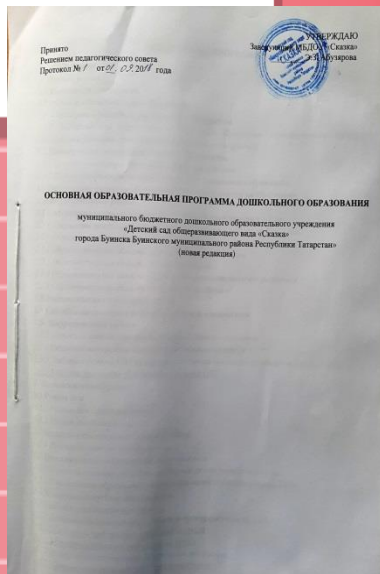 Принято
Решением педагогического совета
Протокол № 1 от 01.09.2018 года
УТВЕРЖДАЮ
Заведующий МБДОУ «Сказка»
Э.Я Абузярова
ОСНОВНАЯ ОБРАЗОВАТЕЛЬНАЯ ПРОГРАММА ДОШКОЛЬНОГО ОБРАЗОВАНИЯ
муниципального бюджетного дошкольного образовательного учреждения
«Детский сад общеразвивающего вида «Сказка»
города Буинска Буинского муниципального района Республики Татарстан»
(новая редакция)